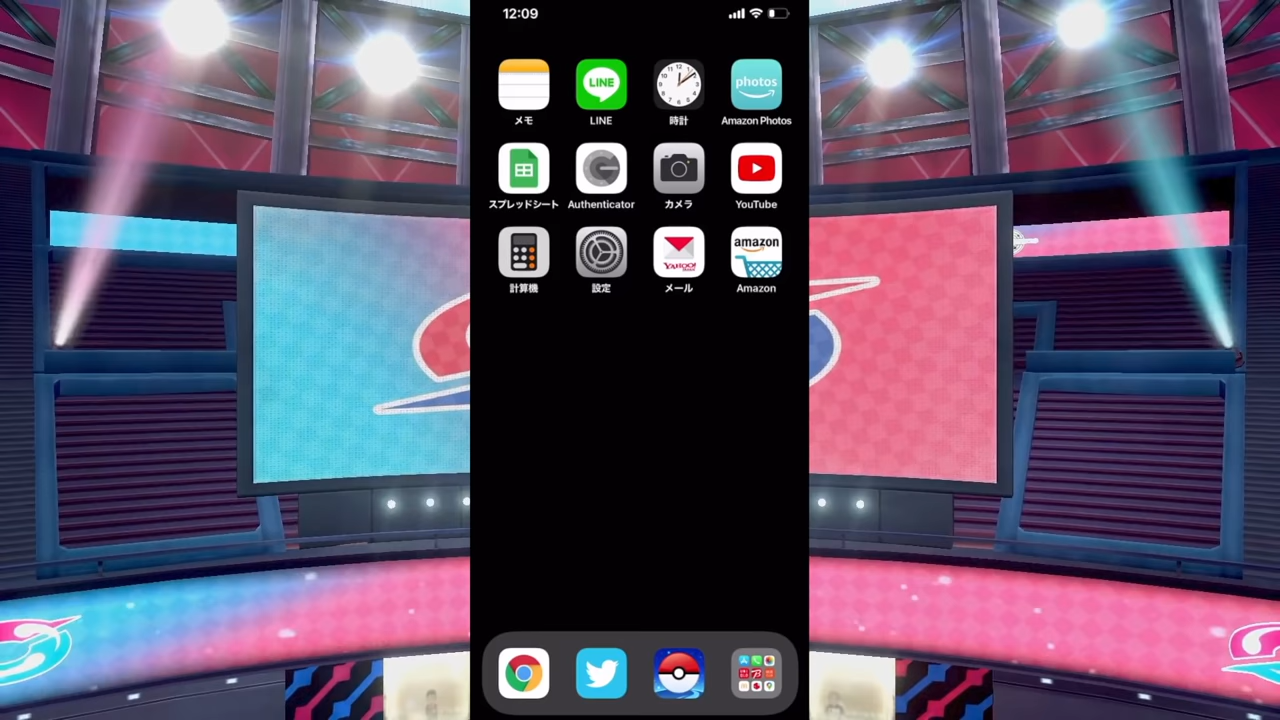 12:09
LINE
photos
メモ
LINE
時計
Amazon Photos
スプレッドシート
Authenticator
カメラ
YouTube
YAHOO!
amazon
計算機
設定
メール
Amazon